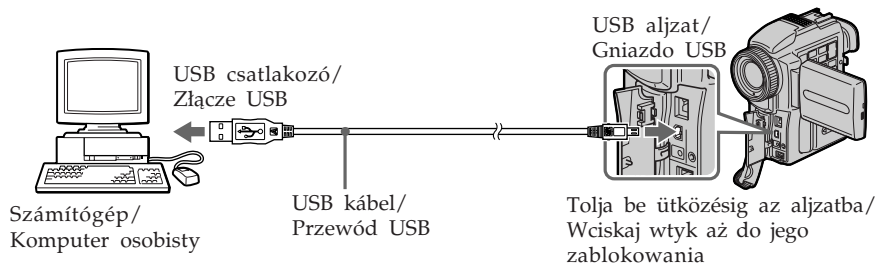 USB aljzat/
Gniazdo USB
USB csatlakozó/
Złącze USB
USB kábel/
Przewód USB
Számítógép/
Komputer osobisty
Tolja be ütközésig az aljzatba/
Wciskaj wtyk aż do jego
zablokowania